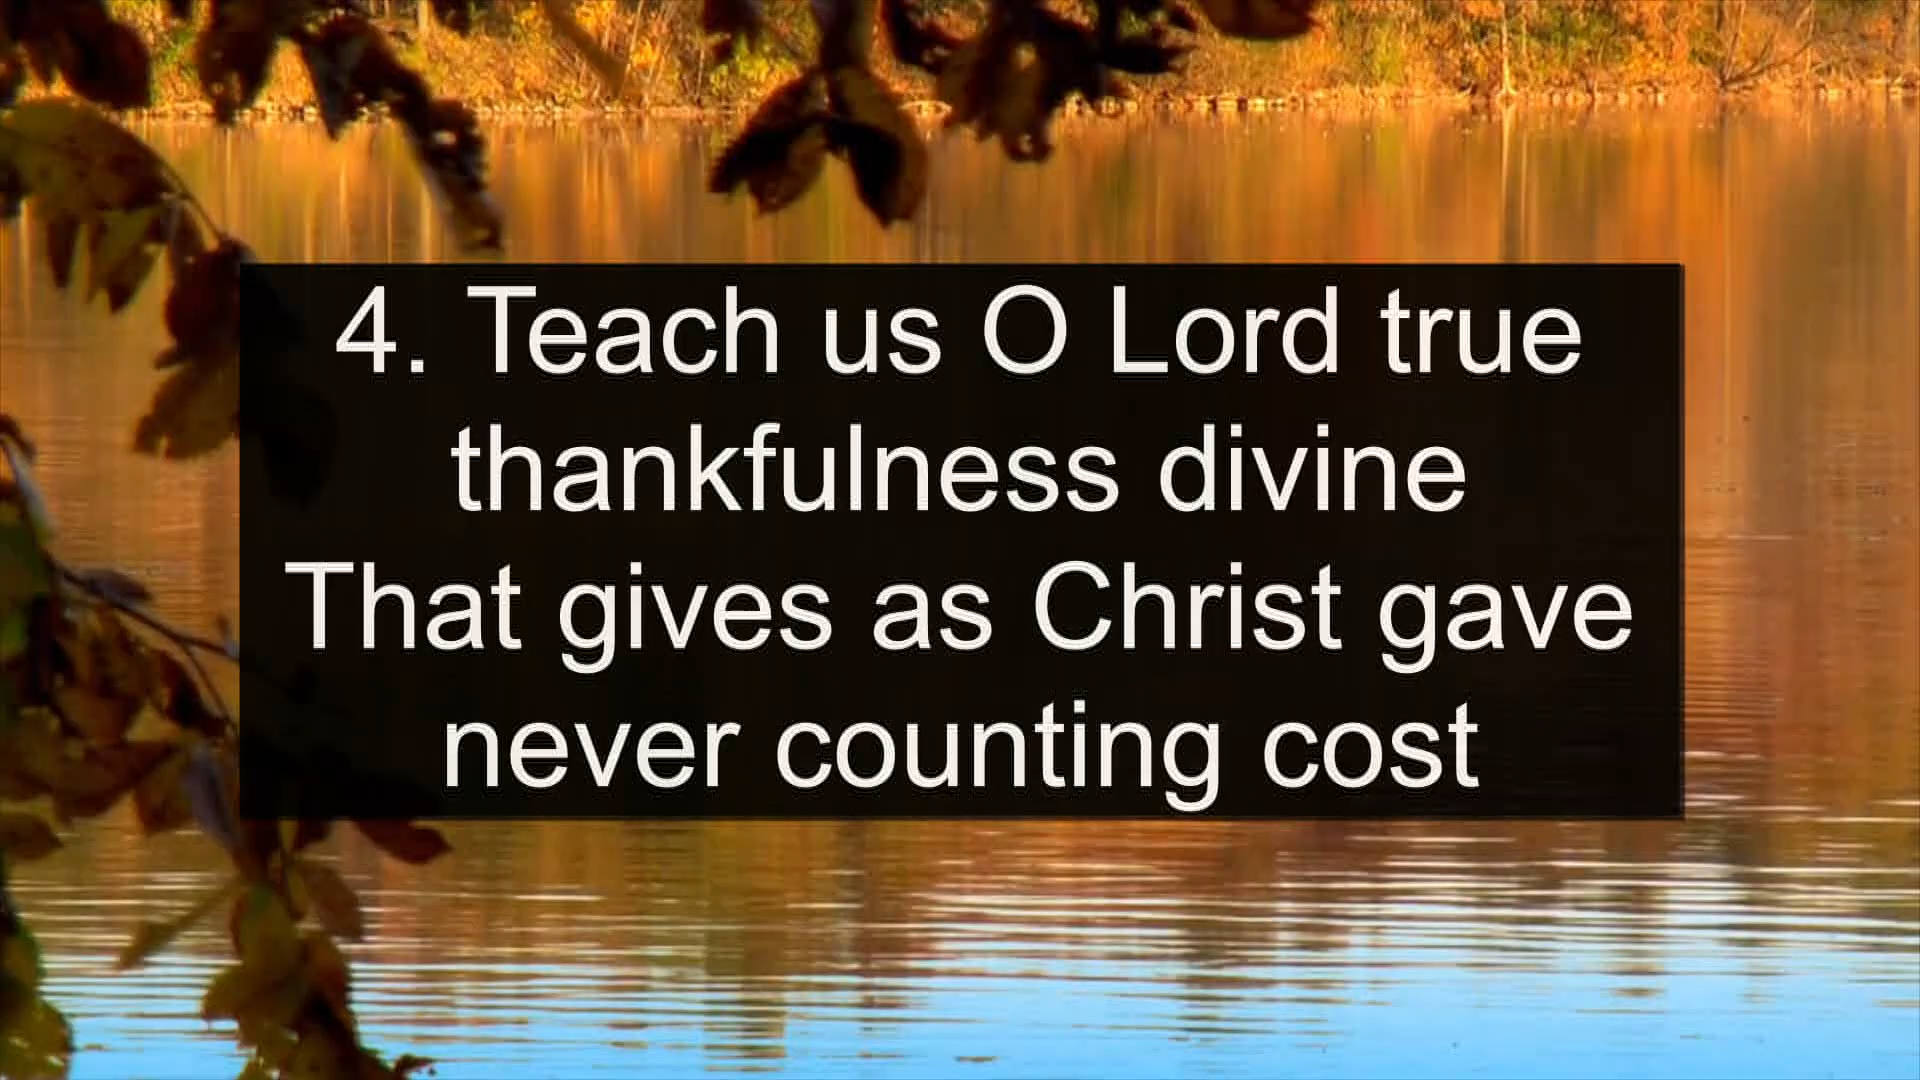 4. Teach us O Lord true
thankfulness divine
That gives as Christ gave
never counting cost